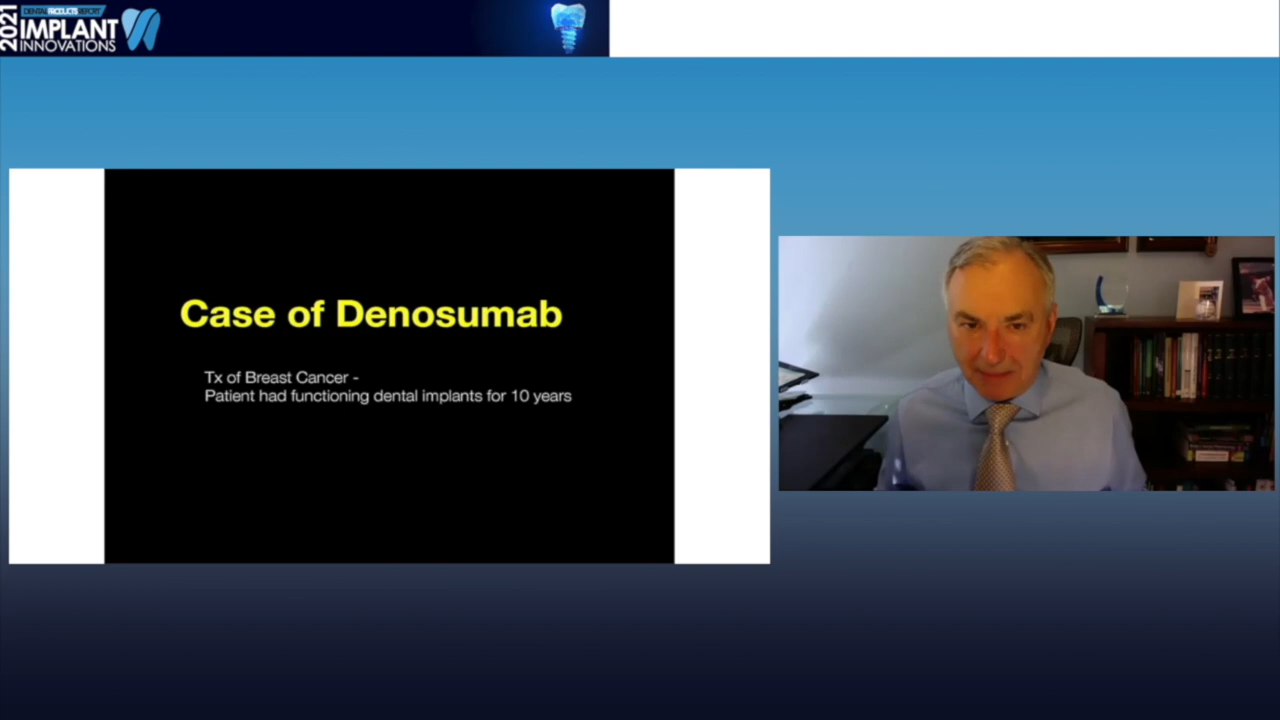 2021
DENTAL PRODUCTS REPORT
IMPLANT
INNOVATIONS
Case of Denosumab
Tx of Breast Cancer -
Patient had functioning dental implants for 10 years